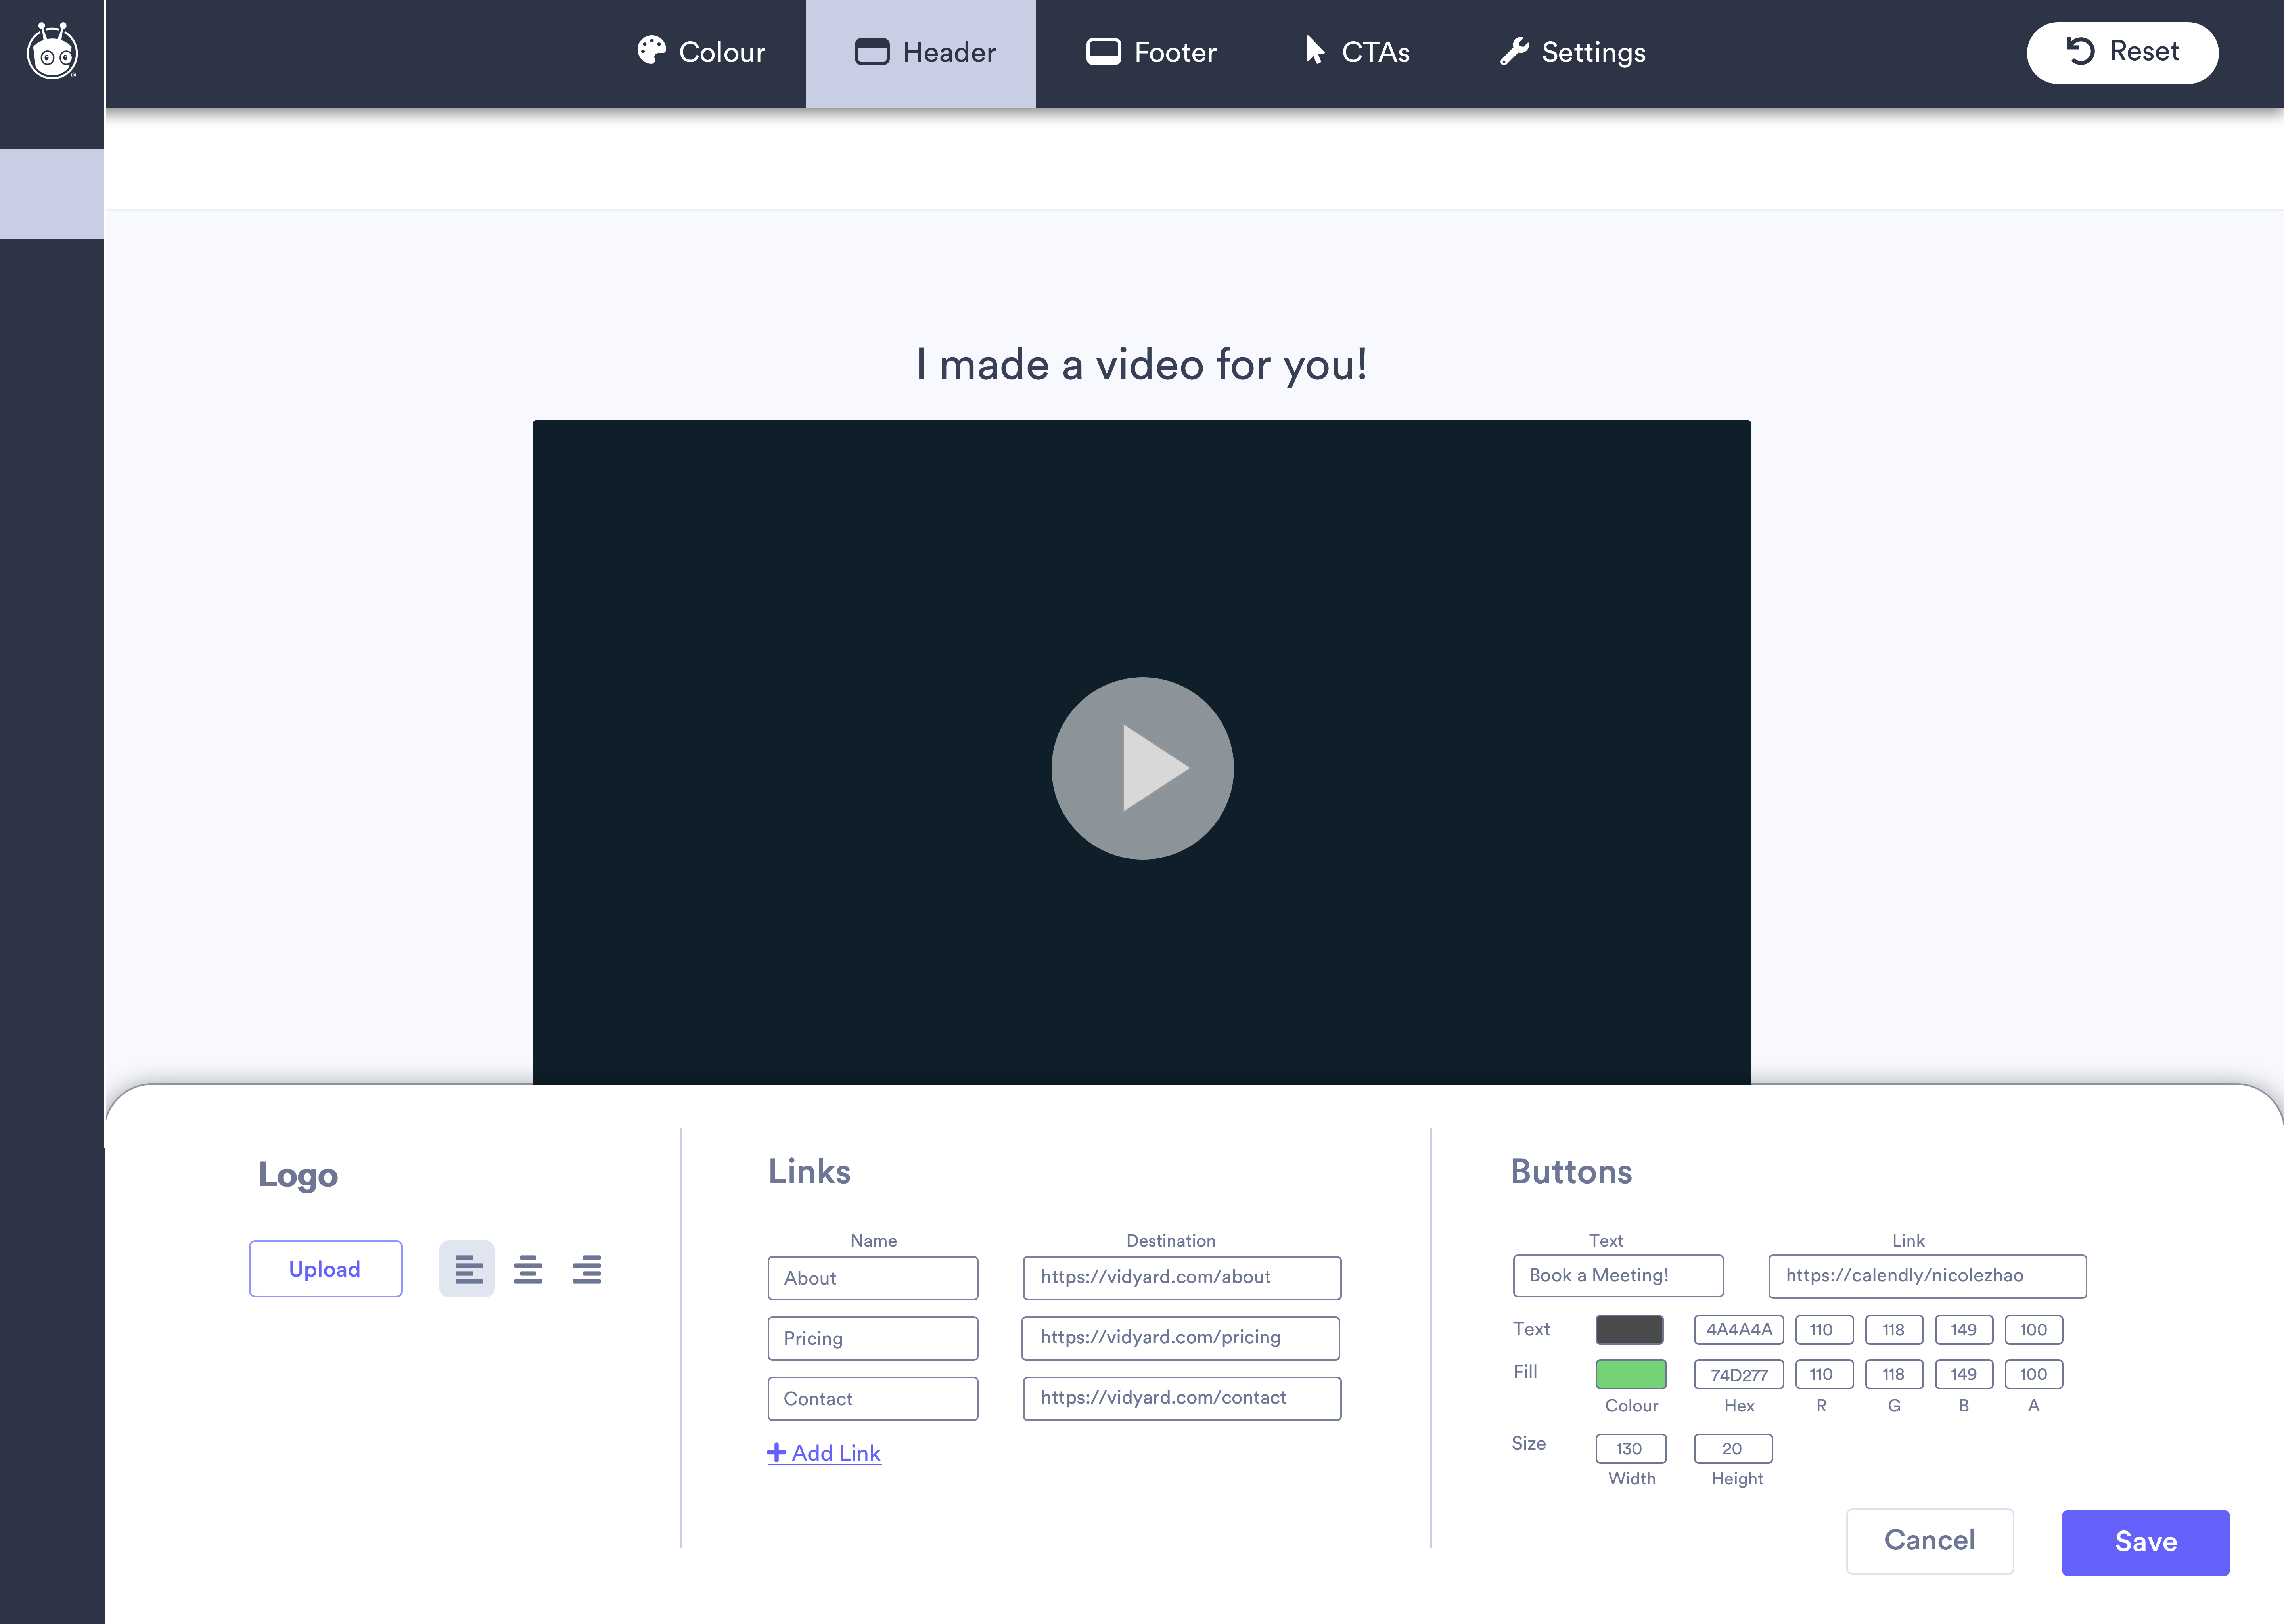 Colour
Header
Footer
CTAs
Settings
Reset
I made a video for you!
Logo
Upload
Links
Name Destination
About https://vidyard.com/about
Pricing https://vidyard.com/pricing
Contact https://vidyard.com/contact
Add Link
Buttons
Text Link
Book a Meeting! https://calendly/nicolezhao
Text 4A4A4A 110 118 149 100
Fill 74D277 110 118 149 100
Colour Hex R G B A
Size 130 20
Width Height
Cancel
Save